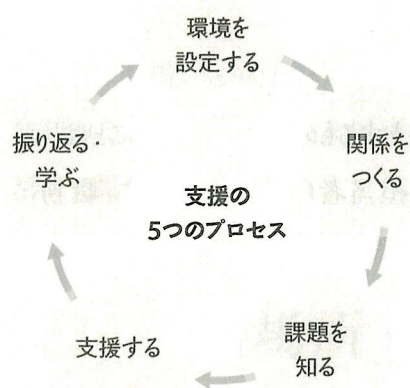 環境を
設定する
関係を
つくる
課題を
知る
支援する
振り返る・
学ぶ
支援の
5つのプロセス